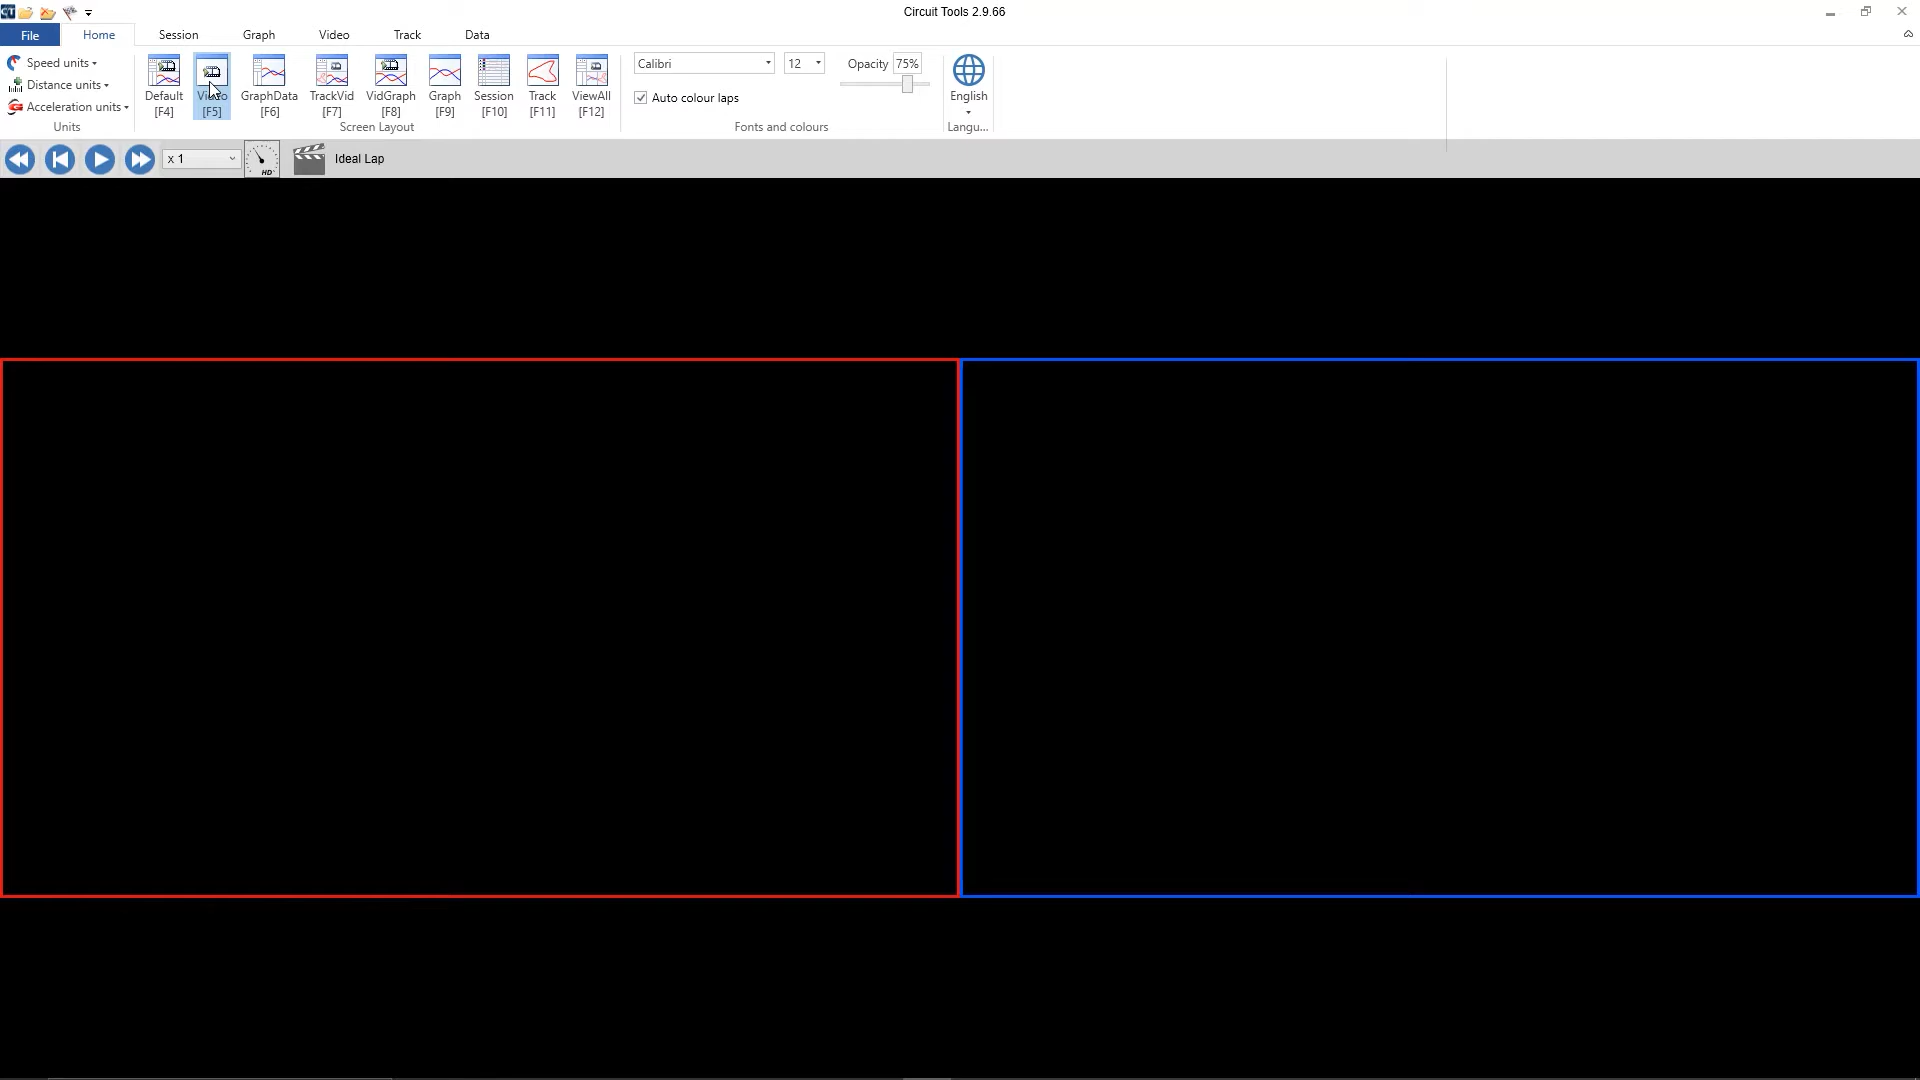 CT
Circuit Tools 2.9.66
File Home Session Graph Video Track Data
Speed units
Distance units
Acceleration units
Units
Default [F4]
Video [F5]
GraphData [F6]
TrackVid [F7]
VidGraph [F8]
Graph [F9]
Session [F10]
Track [F11]
ViewAll [F12]
Screen Layout
Calibri 12 Opacity 75%
Auto colour laps
Fonts and colours
English
Langu...
x 1
HD
Ideal Lap